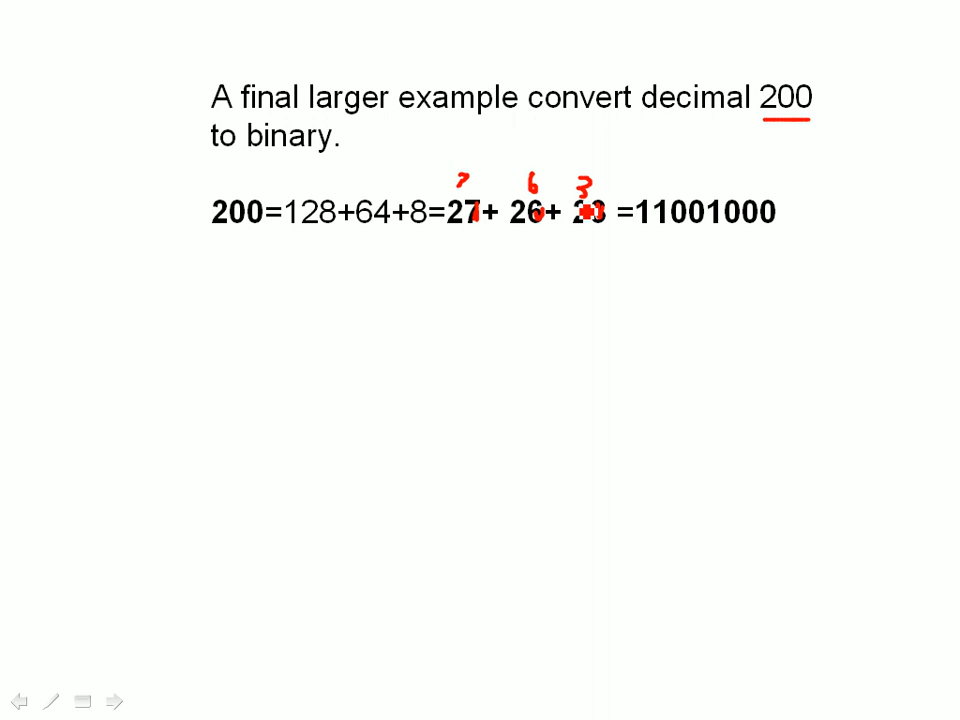 A final larger example convert decimal 200
to binary.
7 6 3
200=128+64+8=27+ 26+ 23 =11001000